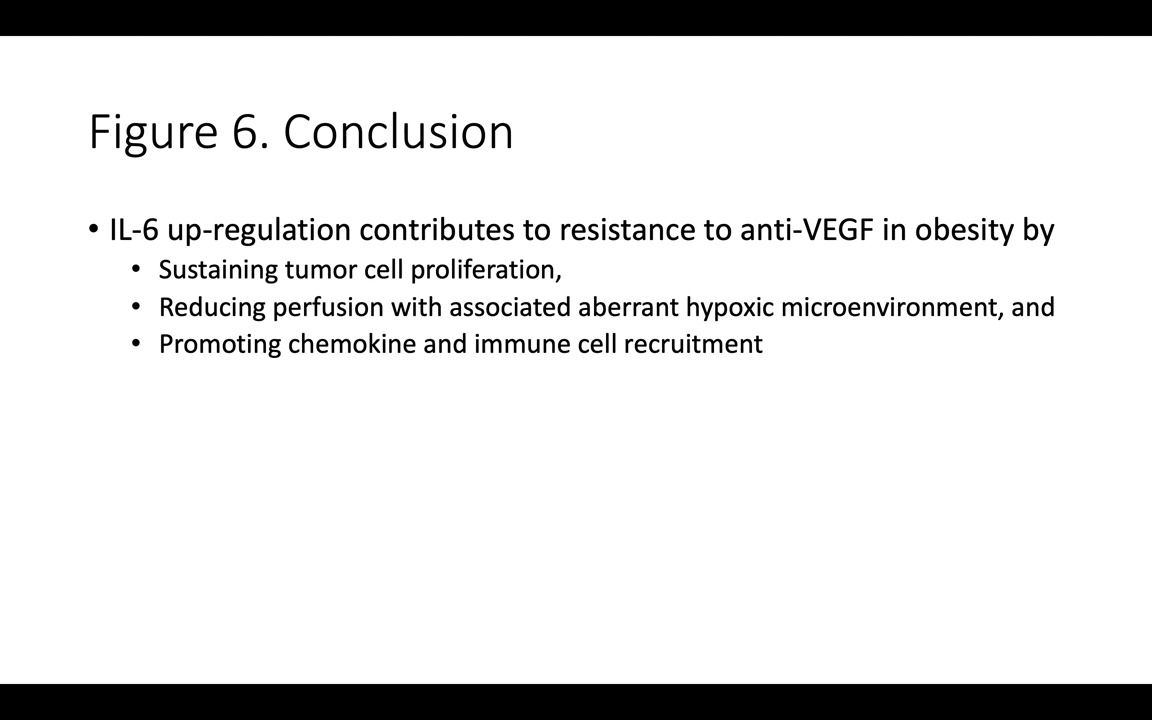 Figure 6. Conclusion
• IL-6 up-regulation contributes to resistance to anti-VEGF in obesity by
• Sustaining tumor cell proliferation,
• Reducing perfusion with associated aberrant hypoxic microenvironment, and
• Promoting chemokine and immune cell recruitment